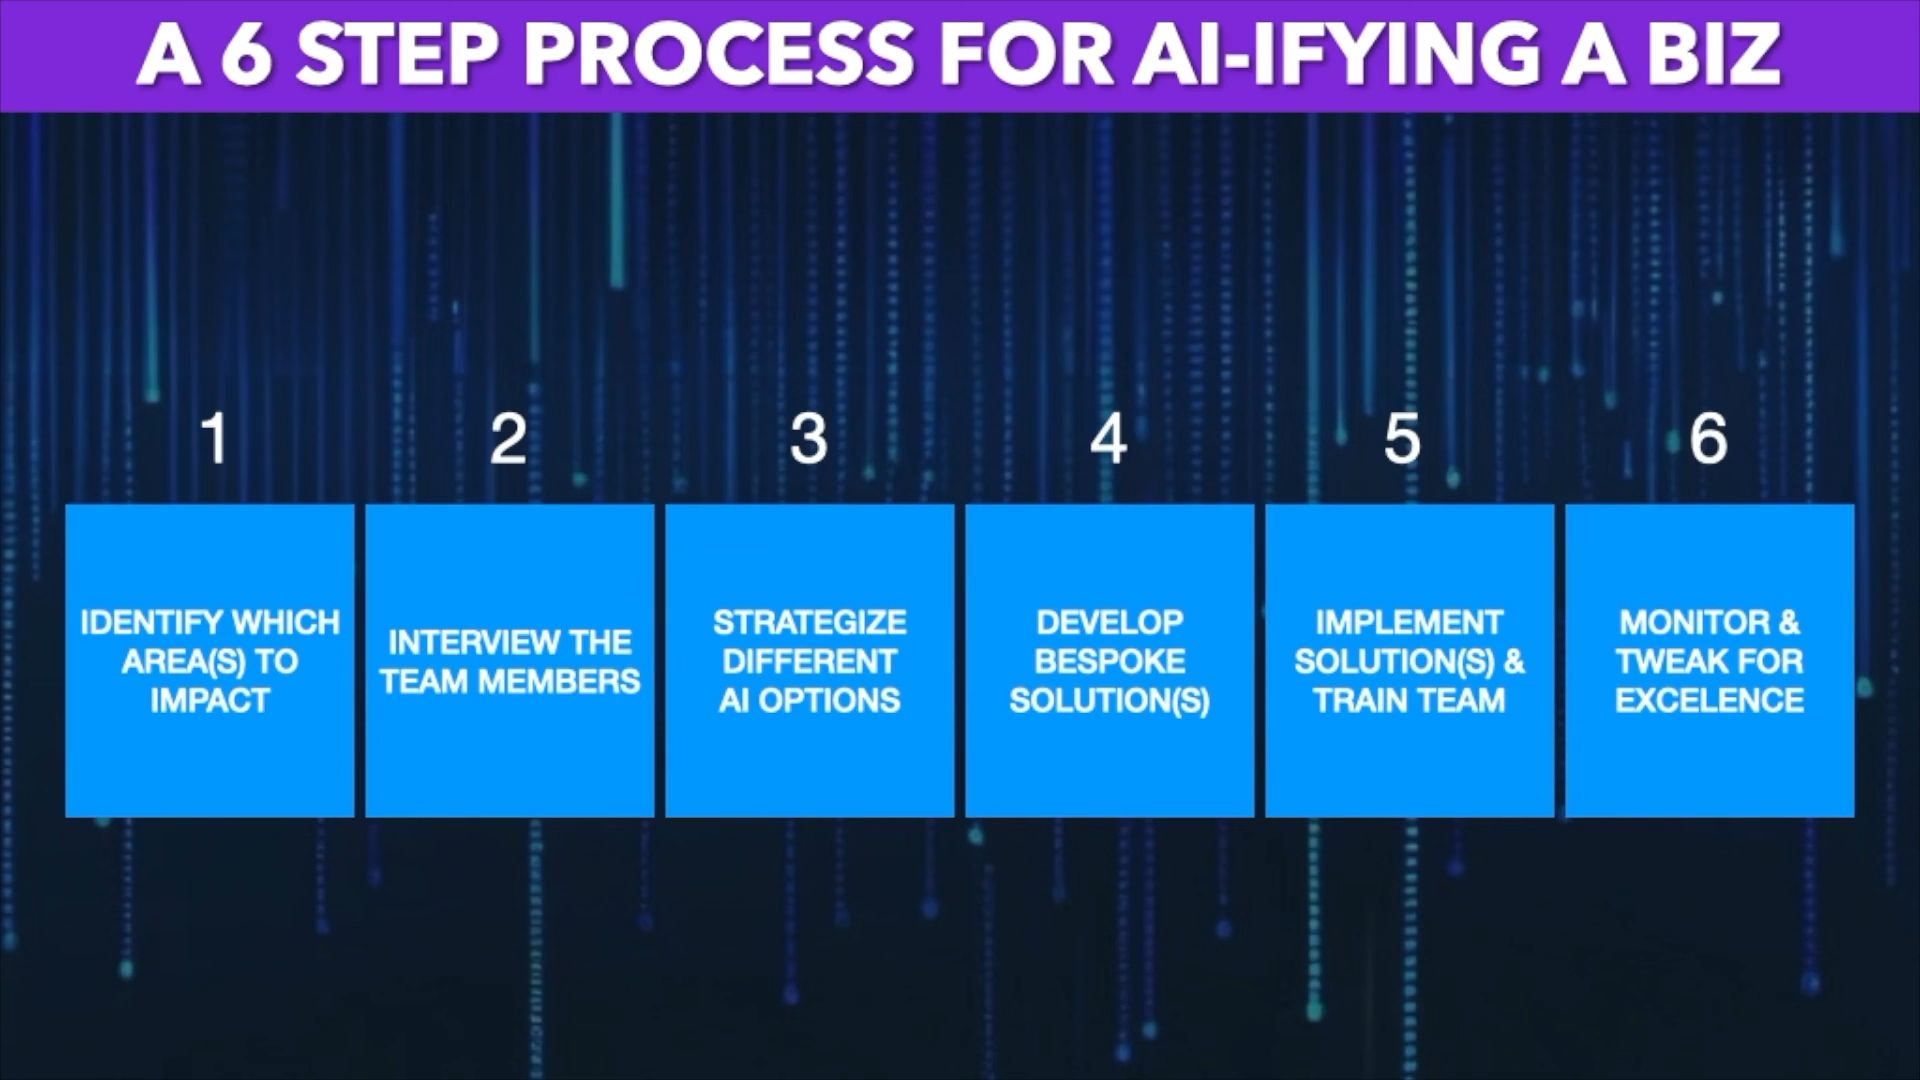 A 6 STEP PROCESS FOR AI-IFYING A BIZ
1
IDENTIFY WHICH
AREA(S) TO
IMPACT
2
INTERVIEW THE
TEAM MEMBERS
3
STRATEGIZE
DIFFERENT
AI OPTIONS
4
DEVELOP
BESPOKE
SOLUTION(S)
5
IMPLEMENT
SOLUTION(S) &
TRAIN TEAM
6
MONITOR &
TWEAK FOR
EXCELENCE